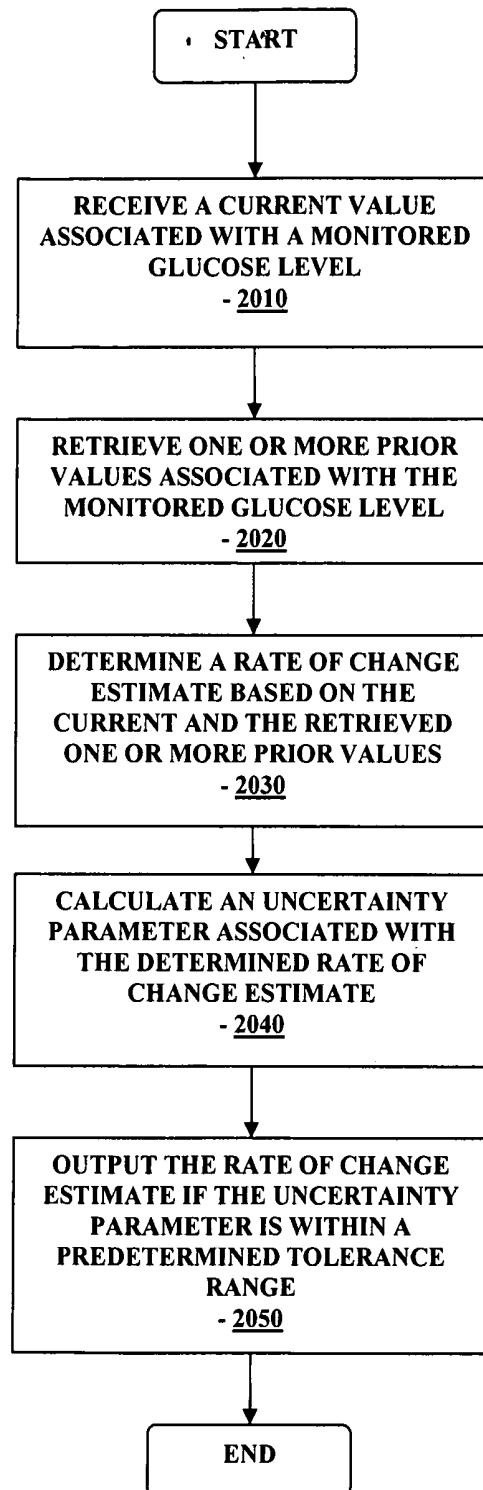 START
RECEIVE A CURRENT VALUE
ASSOCIATED WITH A MONITORED
GLUCOSE LEVEL
- 2010
RETRIEVE ONE OR MORE PRIOR
VALUES ASSOCIATED WITH THE
MONITORED GLUCOSE LEVEL
- 2020
DETERMINE A RATE OF CHANGE
ESTIMATE BASED ON THE
CURRENT AND THE RETRIEVED
ONE OR MORE PRIOR VALUES
- 2030
CALCULATE AN UNCERTAINTY
PARAMETER ASSOCIATED WITH
THE DETERMINED RATE OF
CHANGE ESTIMATE
- 2040
OUTPUT THE RATE OF CHANGE
ESTIMATE IF THE UNCERTAINTY
PARAMETER IS WITHIN A
PREDETERMINED TOLERANCE
RANGE
- 2050
END